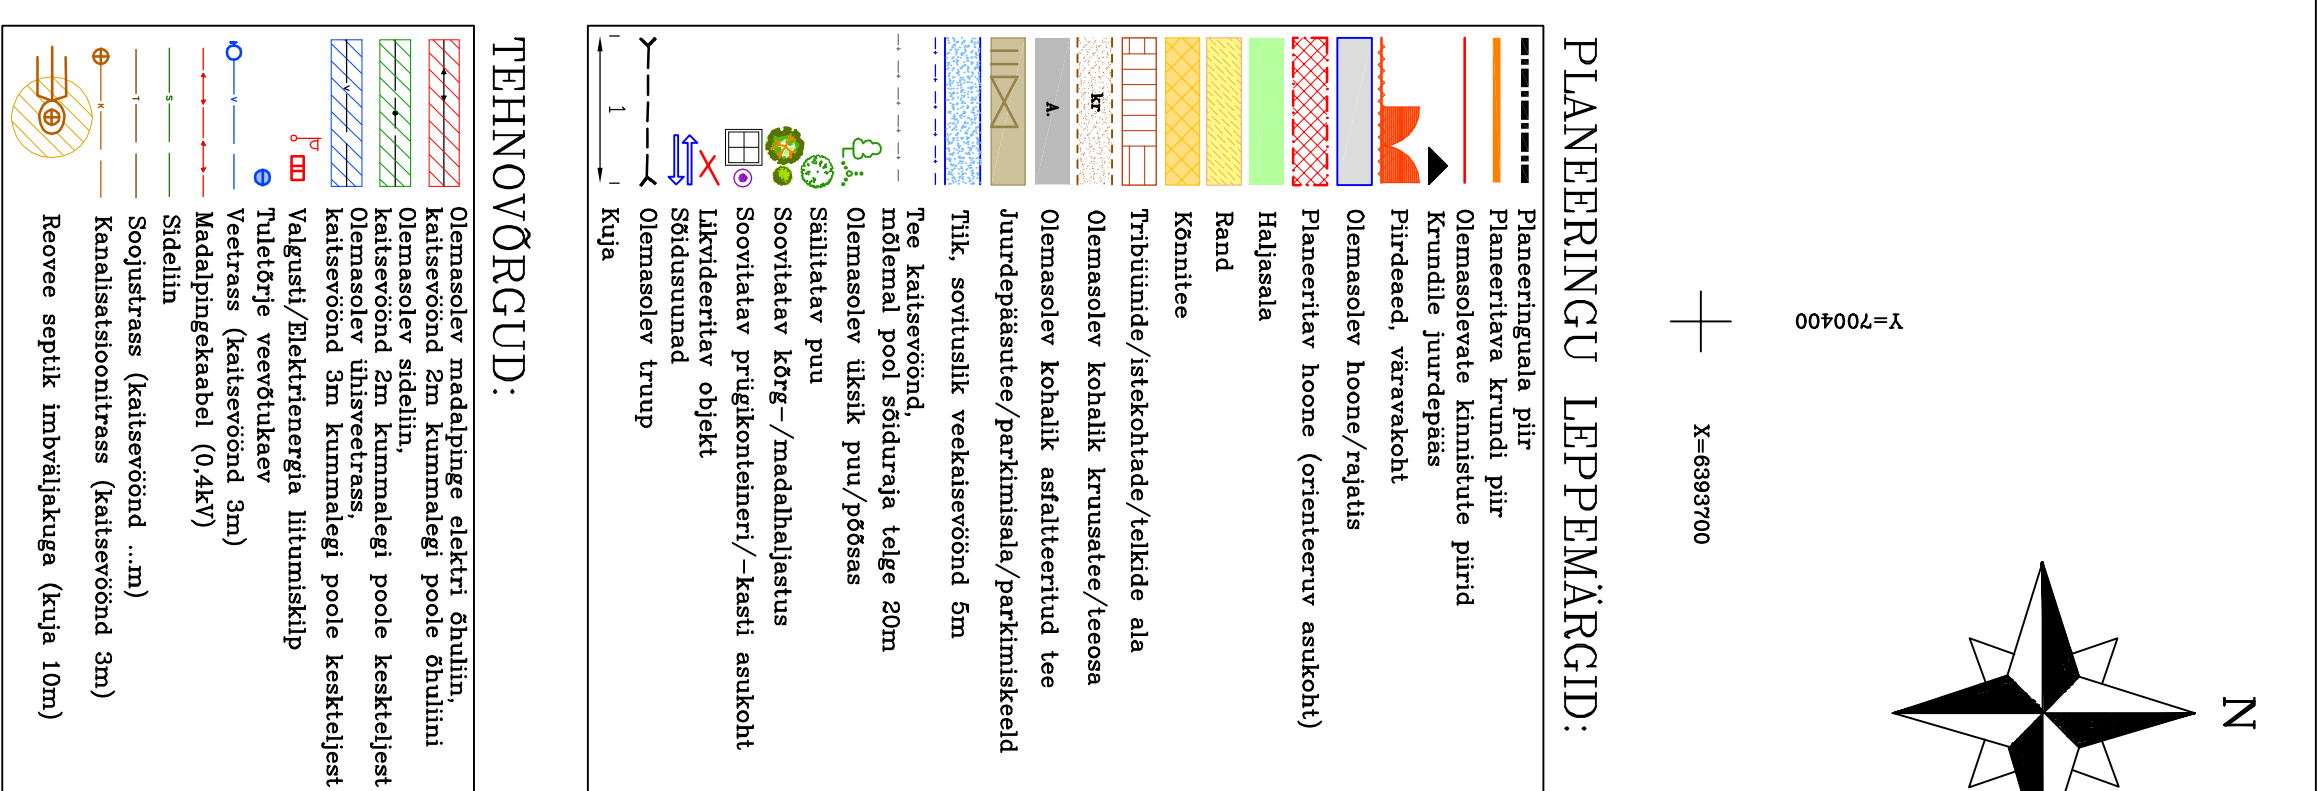 N
Y=700400
X=6393700
PLANEERINGU LEPPEMÄRGID:
Planeeringuala piir
Planeeritava krundi piir
Olemasolevate kinnistute piirid
Krundile juurdepääs
Piirdeaed, väravakoht
Olemasolev hoone/rajatis
Planeeritav hoone (orienteeruv asukoht)
Haljasala
Rand
Kõnnitee
Tribüünide/istekohtade/telkide ala
kr
Olemasolev kohalik kruusatee/teeosa
A.
Olemasolev kohalik asfaltteeritud tee
Juurdepääsutee/parkimisala/parkimiskeeld
Tiik, sovituslik veekaisevöönd 5m
Tee kaitsevöönd,
mõlemal pool sõiduraja telge 20m
Olemasolev üksik puu/põõsas
Säilitatav puu
Soovitatav kõrg-/madalhaljastus
Soovitatav prügikonteineri/-kasti asukoht
Likvideeritav objekt
Sõidusuunad
Olemasolev truup
1
Kuja
TEHNOVÕRGUD:
Olemasolev madalpinge elektri õhuliin,
kaitsevöönd 2m kummalegi poole õhuliini
Olemasolev sideliin,
kaitsevöönd 2m kummalegi poole keskteljest
Olemasolev ühisveetrass,
V
kaitsevöönd 3m kummalegi poole keskteljest
Valgusti/Elektrienergia liitumiskilp
Tuletõrje veevõtukaev
V
Veetrass (kaitsevöönd 3m)
Madalpingekaabel (0,4kV)
S
Sideliin
T
Soojustrass (kaitsevöönd ...m)
K
Kanalisatsioonitrass (kaitsevöönd 3m)
Reovee septik imbväljakuga (kuja 10m)